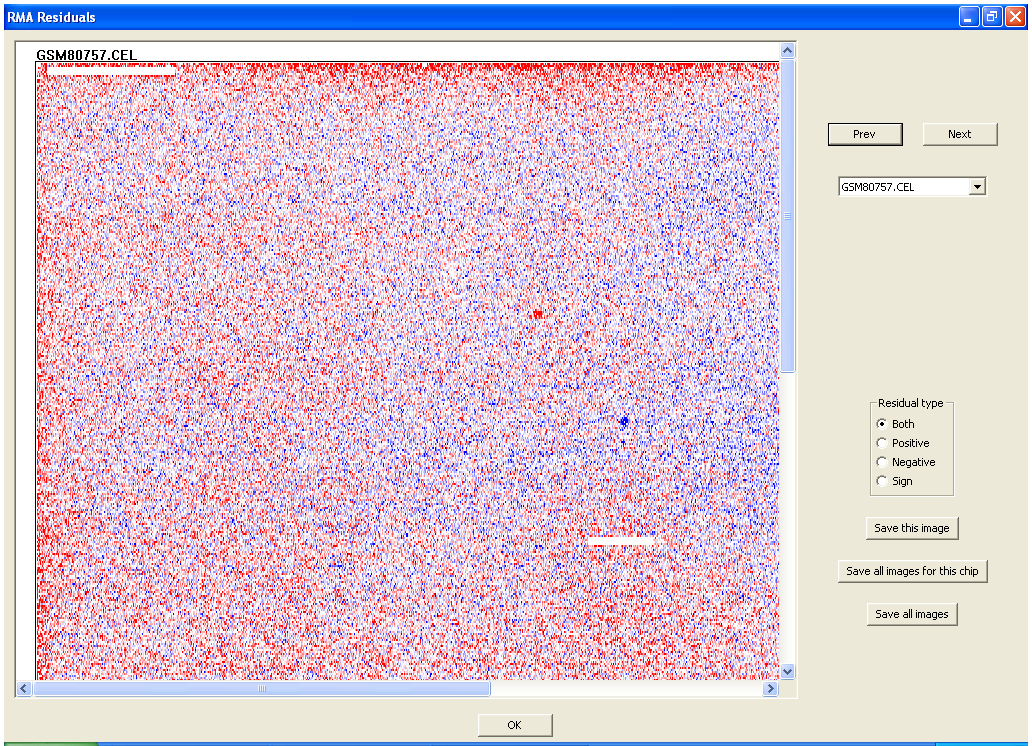 RMA Residuals
GSM80757.CEL
Prev
Next
GSM80757.CEL
Residual type
Both
Positive
Negative
Sign
Save this image
Save all images for this chip
Save all images
OK